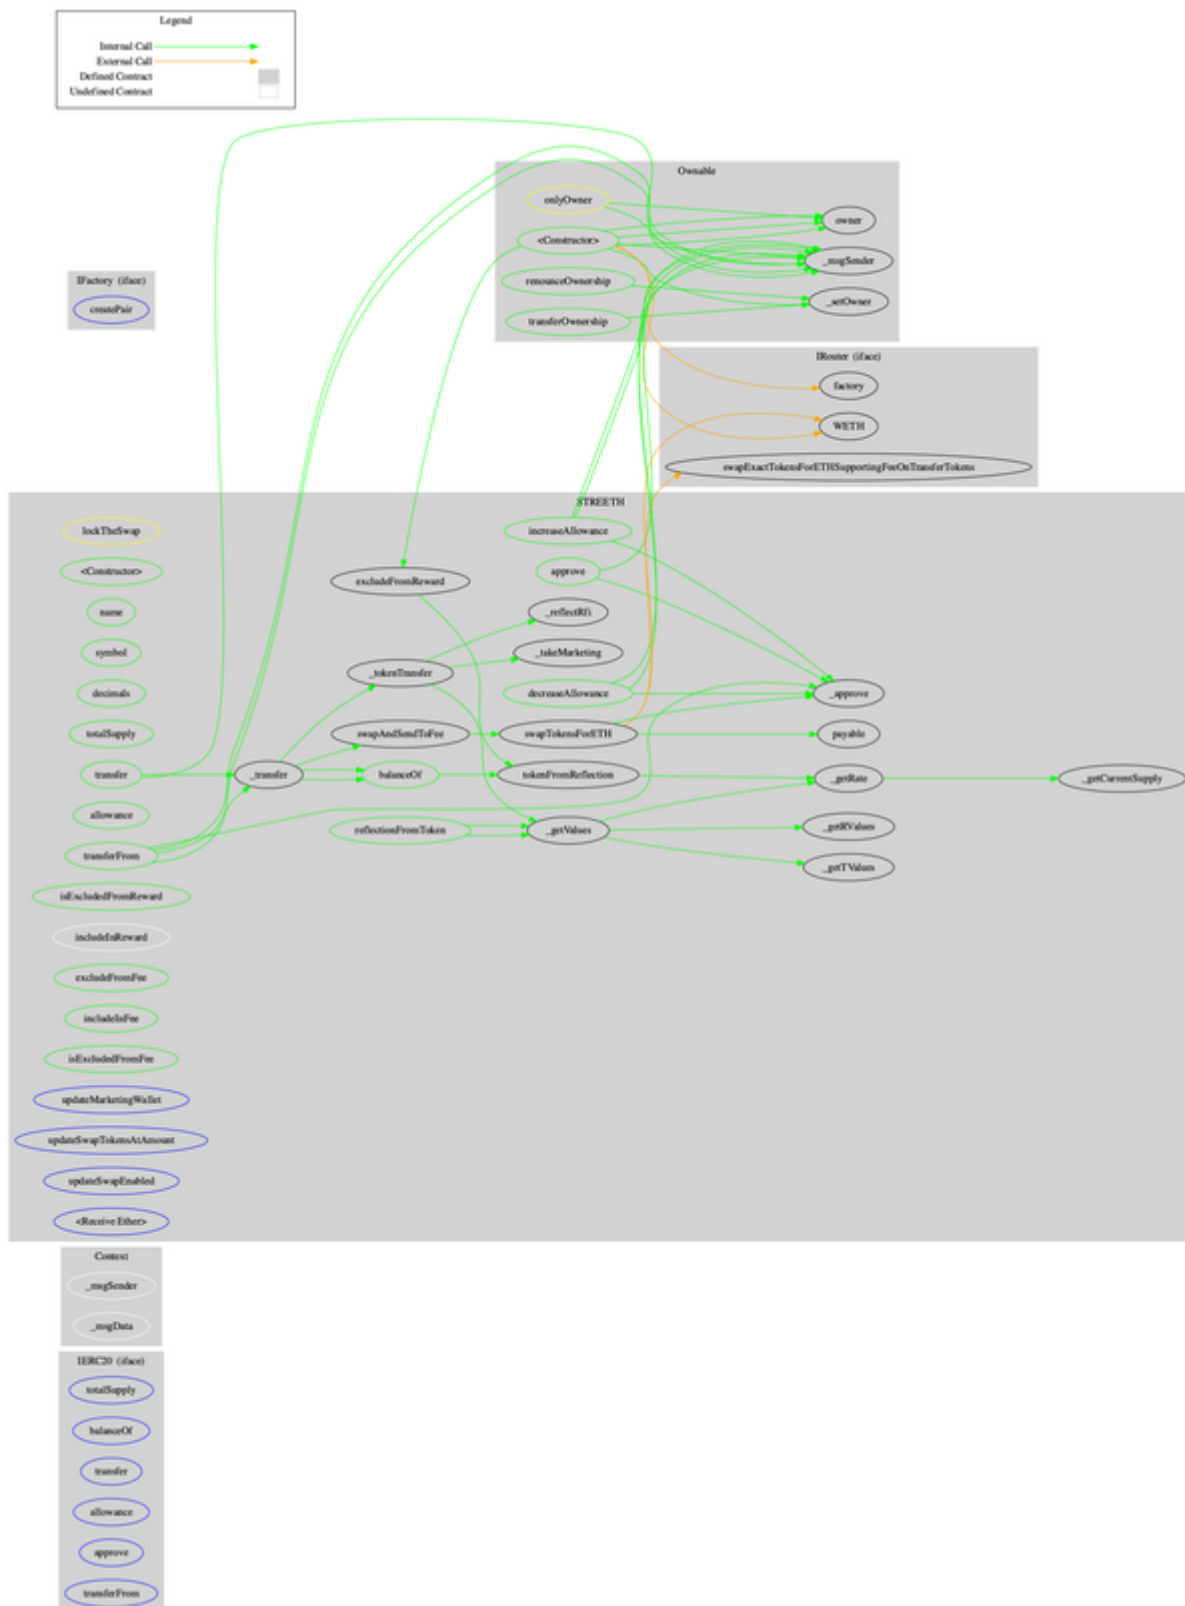 Legend
Internal Call
External Call
Defined Contract
Undefined Contract
Ownable
onlyOwner
owner
<Constructor>
_msgSender
renounceOwnership
_setOwner
transferOwnership
IFactory (iface)
createPair
IRouter (iface)
factory
WETH
swapExactTokensForETHSupportingFeeOnTransferTokens
STREETH
lockTheSwap
increaseAllowance
<Constructor>
excludeFromReward
approve
name
_reflectRfi
symbol
_takeMarketing
_tokenTransfer
decimals
decreaseAllowance
_approve
totalSupply
swapAndSendToFee
swapTokensForETH
payable
transfer
_transfer
balanceOf
tokenFromReflection
_getRate
_getCurrentSupply
allowance
reflectionFromToken
_getValues
_getRValues
transferFrom
_getTValues
isExcludedFromReward
includeInReward
excludeFromFee
includeInFee
isExcludedFromFee
updateMarketingWallet
updateSwapTokensAtAmount
updateSwapEnabled
<Receive Ether>
Context
_msgSender
_msgData
IERC20 (iface)
totalSupply
balanceOf
transfer
allowance
approve
transferFrom